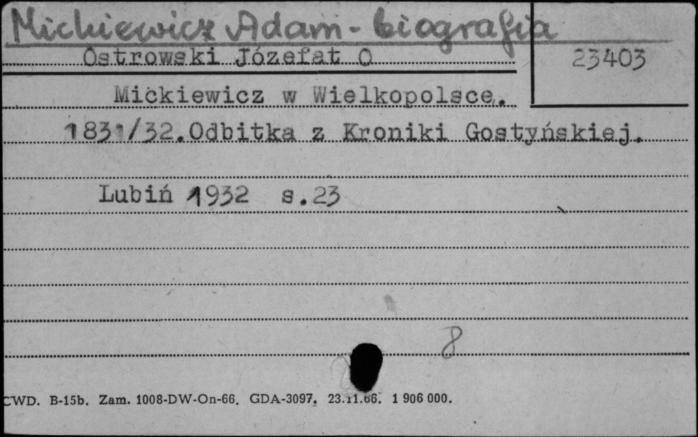 Mickiewicz Adam - biografia
Ostrowski Józefat O
23403
Mickiewicz w Wielkopolsce.
1831/32. Odbitka z Kroniki Gostyńskiej.
Lubiń 1932 s.23
8
CWD. B-15b. Zam. 1008-DW-On-66. GDA-3097. 23.11.66. 1 906 000.